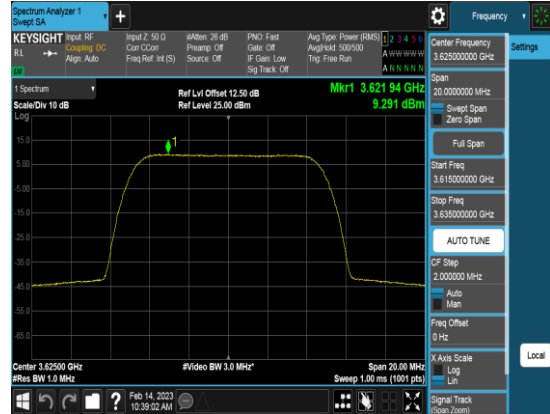 Spectrum Analyzer 1
Swept SA
+
Frequency
KEYSIGHT
RL
Input: RF
Coupling: DC
Align: Auto
Input Z: 50 Ω
Corr CCorr
Freq Ref: Int (S)
#Atten: 26 dB
Preamp: Off
Source: Off
PNO: Fast
Gate: Off
IF Gain: Low
Sig Track: Off
Avg Type: Power (RMS)
Avg|Hold: 500/500
Trig: Free Run
1 2 3 4 5 6
A W W W W W
A N N N N N
1 Spectrum
Scale/Div 10 dB
Log
Ref Lvl Offset 12.50 dB
Ref Level 25.00 dBm
Mkr1 3.621 94 GHz
9.291 dBm
15.0
5.00
-5.00
-15.0
-25.0
-35.0
-45.0
-55.0
-65.0
1
Center 3.62500 GHz
#Res BW 1.0 MHz
#Video BW 3.0 MHz*
Span 20.00 MHz
Sweep 1.00 ms (1001 pts)
Feb 14, 2023
10:39:02 AM
Center Frequency
3.625000000 GHz
Span
20.0000000 MHz
Swept Span
Zero Span
Full Span
Start Freq
3.615000000 GHz
Stop Freq
3.635000000 GHz
AUTO TUNE
CF Step
2.000000 MHz
Auto
Man
Freq Offset
0 Hz
X Axis Scale
Log
Lin
Signal Track
(Span Zoom)
Settings
Local